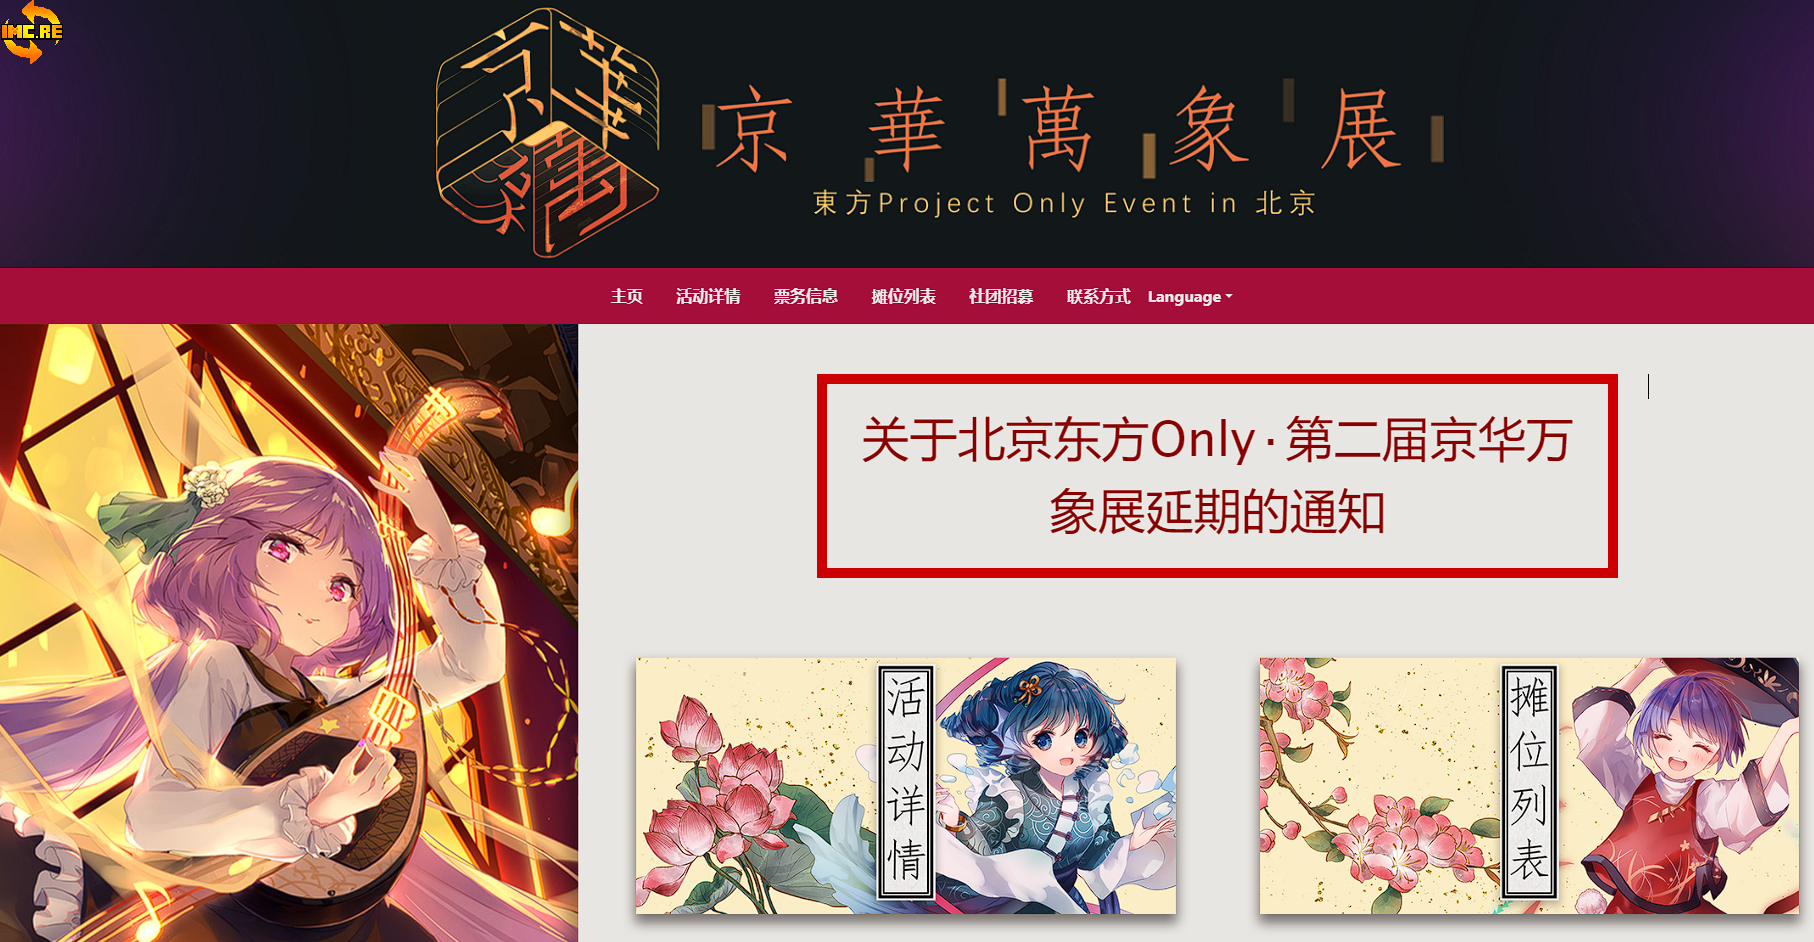 IMC.RE
京華
萬象
京華萬象展
東方Project Only Event in 北京
主页 活动详情 票务信息 摊位列表 社团招募 联系方式 Language
关于北京东方Only·第二届京华万
象展延期的通知
活动详情
摊位列表